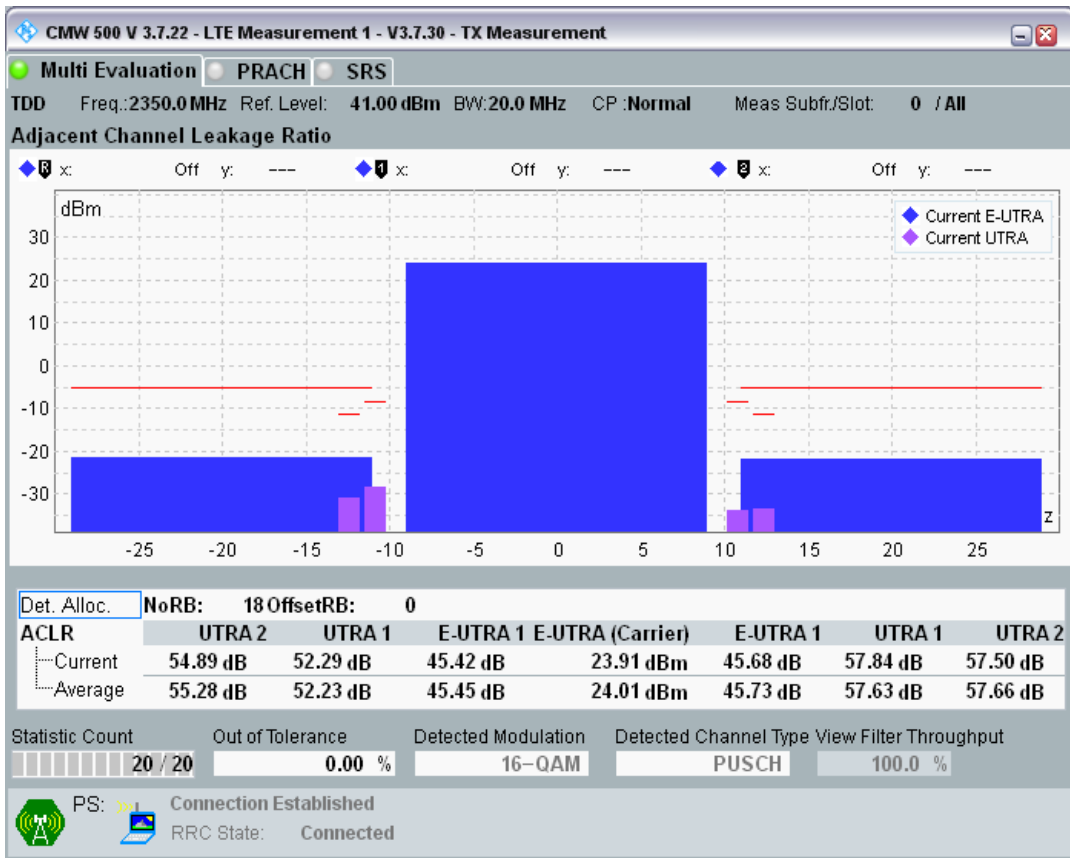 CMW 500 V 3.7.22 - LTE Measurement 1 - V3.7.30 - TX Measurement
Multi Evaluation PRACH SRS
TDD Freq.:2350.0 MHz Ref. Level: 41.00 dBm BW:20.0 MHz CP :Normal Meas Subfr./Slot: 0 / All
Adjacent Channel Leakage Ratio
R x: Off y: --- 1 x: Off y: --- 2 x: Off y: ---
dBm
Current E-UTRA
Current UTRA
30
20
10
0
-10
-20
-30
z
-25 -20 -15 -10 -5 0 5 10 15 20 25
Det. Alloc. NoRB: 18 OffsetRB: 0
ACLR UTRA 2 UTRA 1 E-UTRA 1 E-UTRA (Carrier) E-UTRA 1 UTRA 1 UTRA 2
Current 54.89 dB 52.29 dB 45.42 dB 23.91 dBm 45.68 dB 57.84 dB 57.50 dB
Average 55.28 dB 52.23 dB 45.45 dB 24.01 dBm 45.73 dB 57.63 dB 57.66 dB
Statistic Count Out of Tolerance Detected Modulation Detected Channel Type View Filter Throughput
20 / 20 0.00 % 16-QAM PUSCH 100.0 %
PS: Connection Established
RRC State: Connected